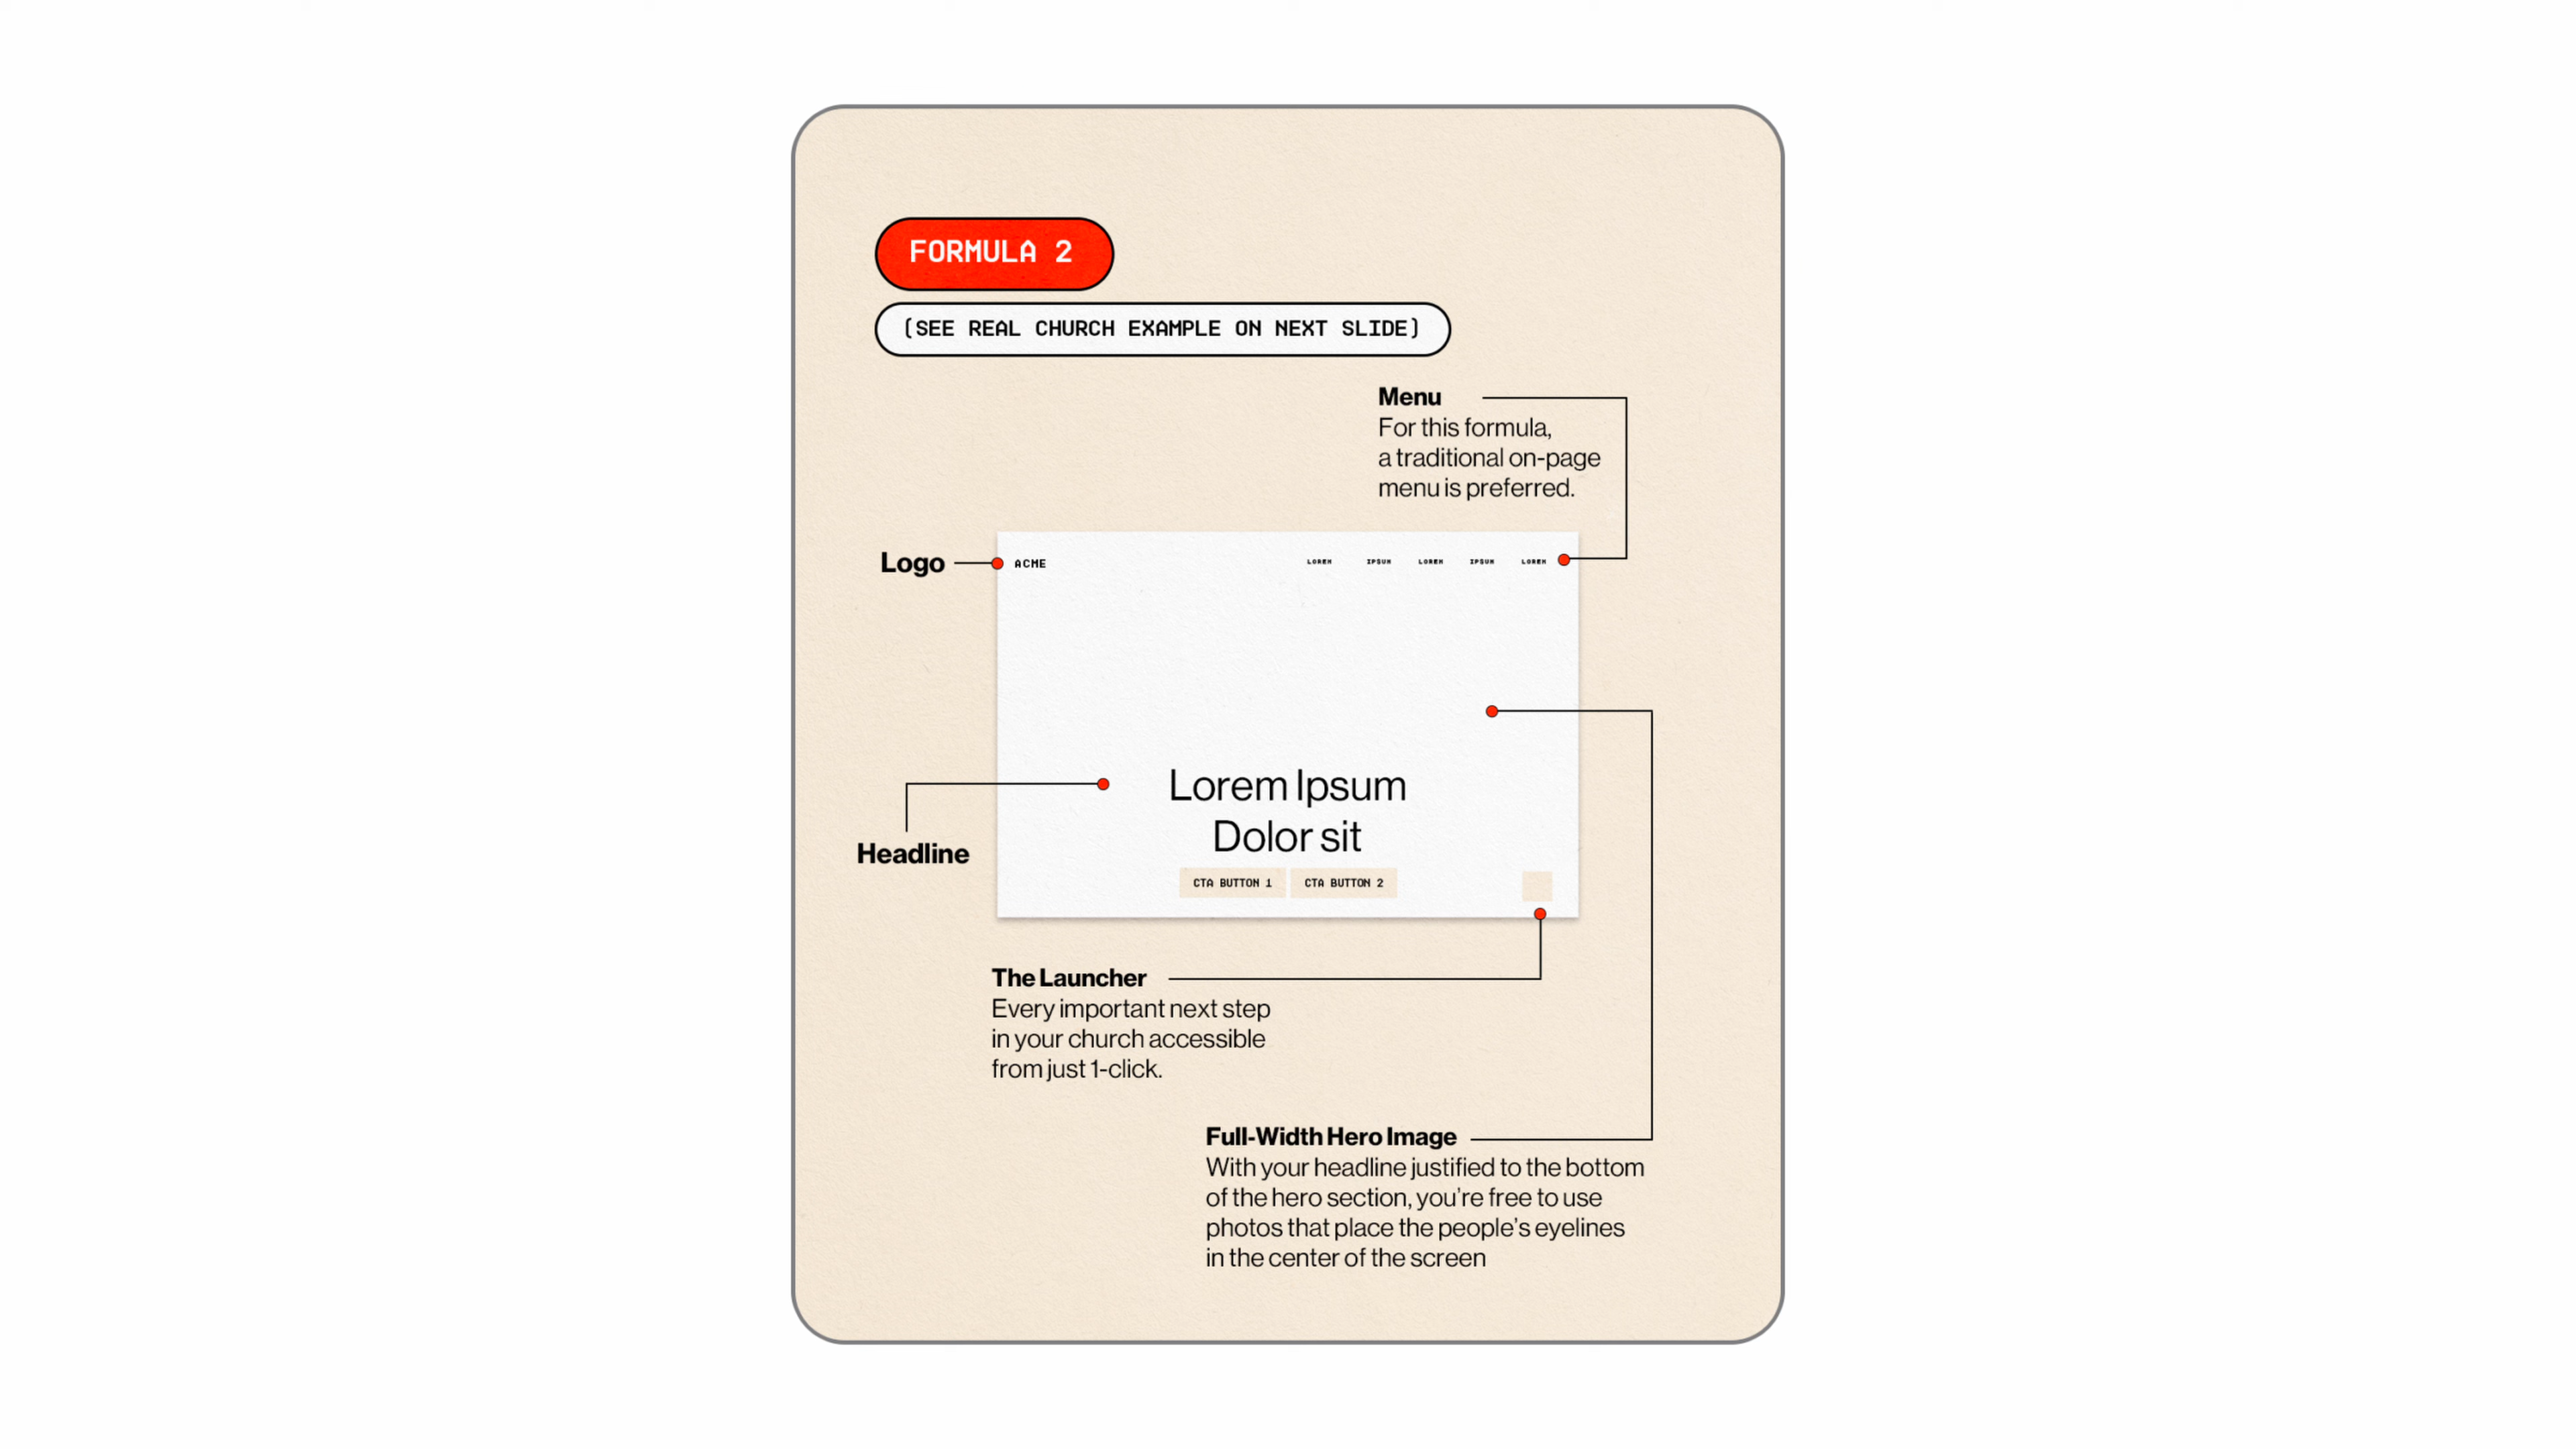 FORMULA 2
(SEE REAL CHURCH EXAMPLE ON NEXT SLIDE)
Menu
For this formula,
a traditional on-page
menu is preferred.
Logo
ACME
LOREM IPSUM LOREM IPSUM LOREM
Lorem Ipsum
Dolor sit
Headline
CTA BUTTON 1
CTA BUTTON 2
The Launcher
Every important next step
in your church accessible
from just 1-click.
Full-Width Hero Image
With your headline justified to the bottom
of the hero section, you’re free to use
photos that place the people’s eyelines
in the center of the screen